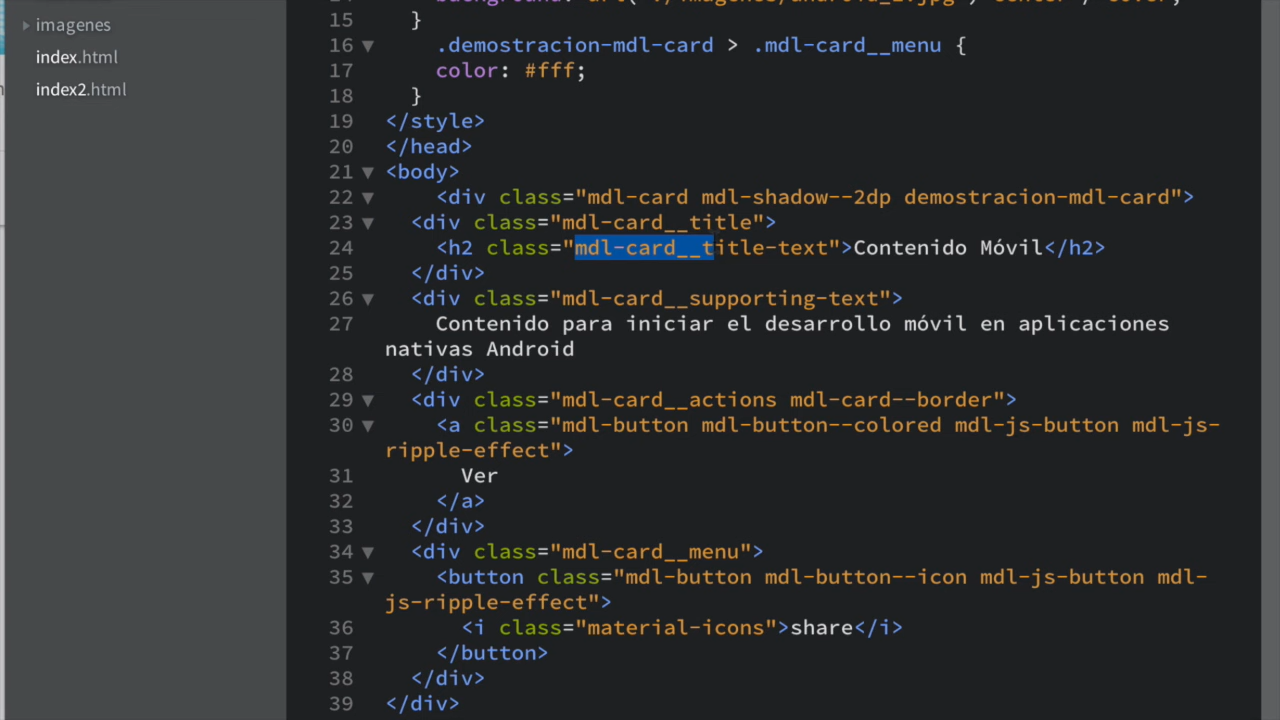 imagenes
index.html
index2.html
15 }
16 .demostracion-mdl-card > .mdl-card__menu {
17 color: #fff;
18 }
19 </style>
20 </head>
21 <body>
22 <div class="mdl-card mdl-shadow--2dp demostracion-mdl-card">
23 <div class="mdl-card__title">
24 <h2 class="mdl-card__title-text">Contenido Móvil</h2>
25 </div>
26 <div class="mdl-card__supporting-text">
27 Contenido para iniciar el desarrollo móvil en aplicaciones
nativas Android
28 </div>
29 <div class="mdl-card__actions mdl-card--border">
30 <a class="mdl-button mdl-button--colored mdl-js-button mdl-js-
ripple-effect">
31 Ver
32 </a>
33 </div>
34 <div class="mdl-card__menu">
35 <button class="mdl-button mdl-button--icon mdl-js-button mdl-
js-ripple-effect">
36 <i class="material-icons">share</i>
37 </button>
38 </div>
39 </div>